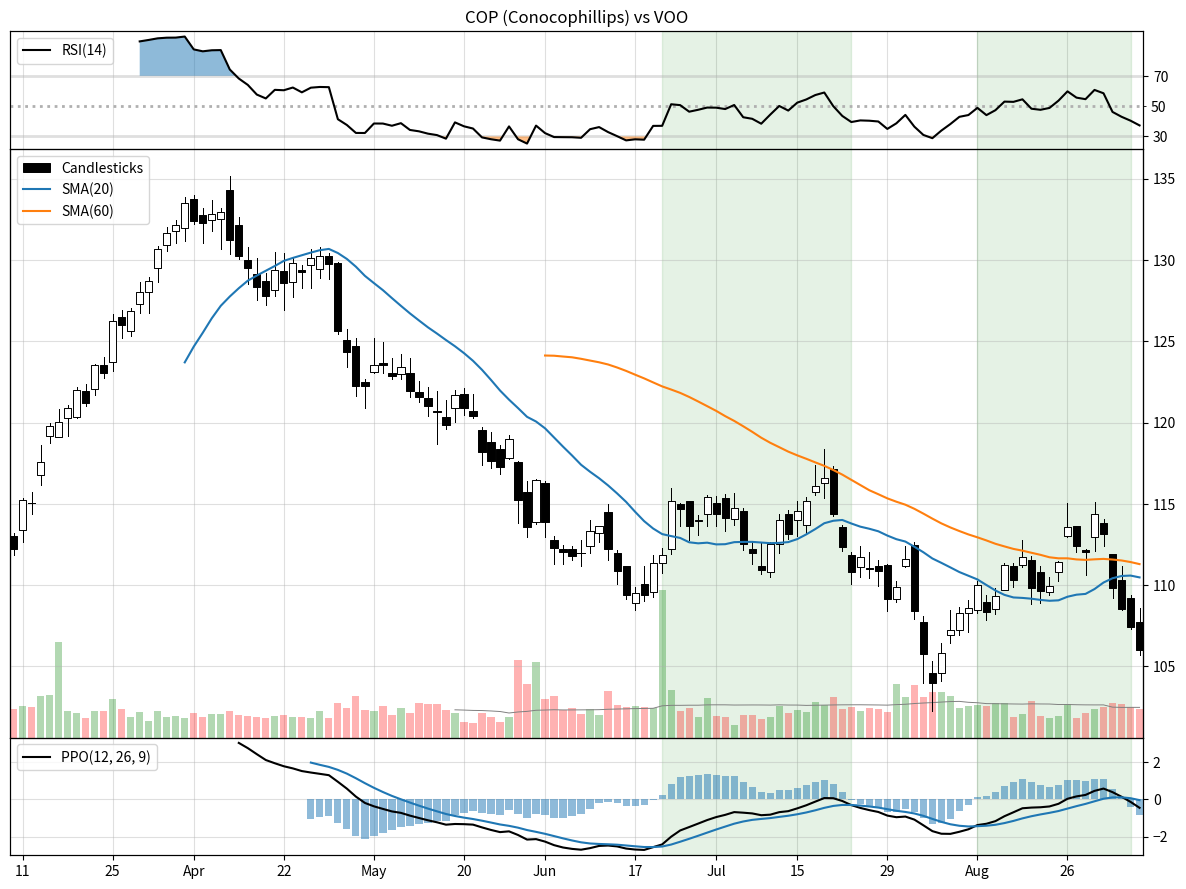 COP (Conocophillips) vs VOO
RSI(14)
70
50
30
Candlesticks
SMA(20)
SMA(60)
135
130
125
120
115
110
105
PPO(12, 26, 9)
2
0
−2
11 25 Apr 22 May 20 Jun 17 Jul 15 29 Aug 26